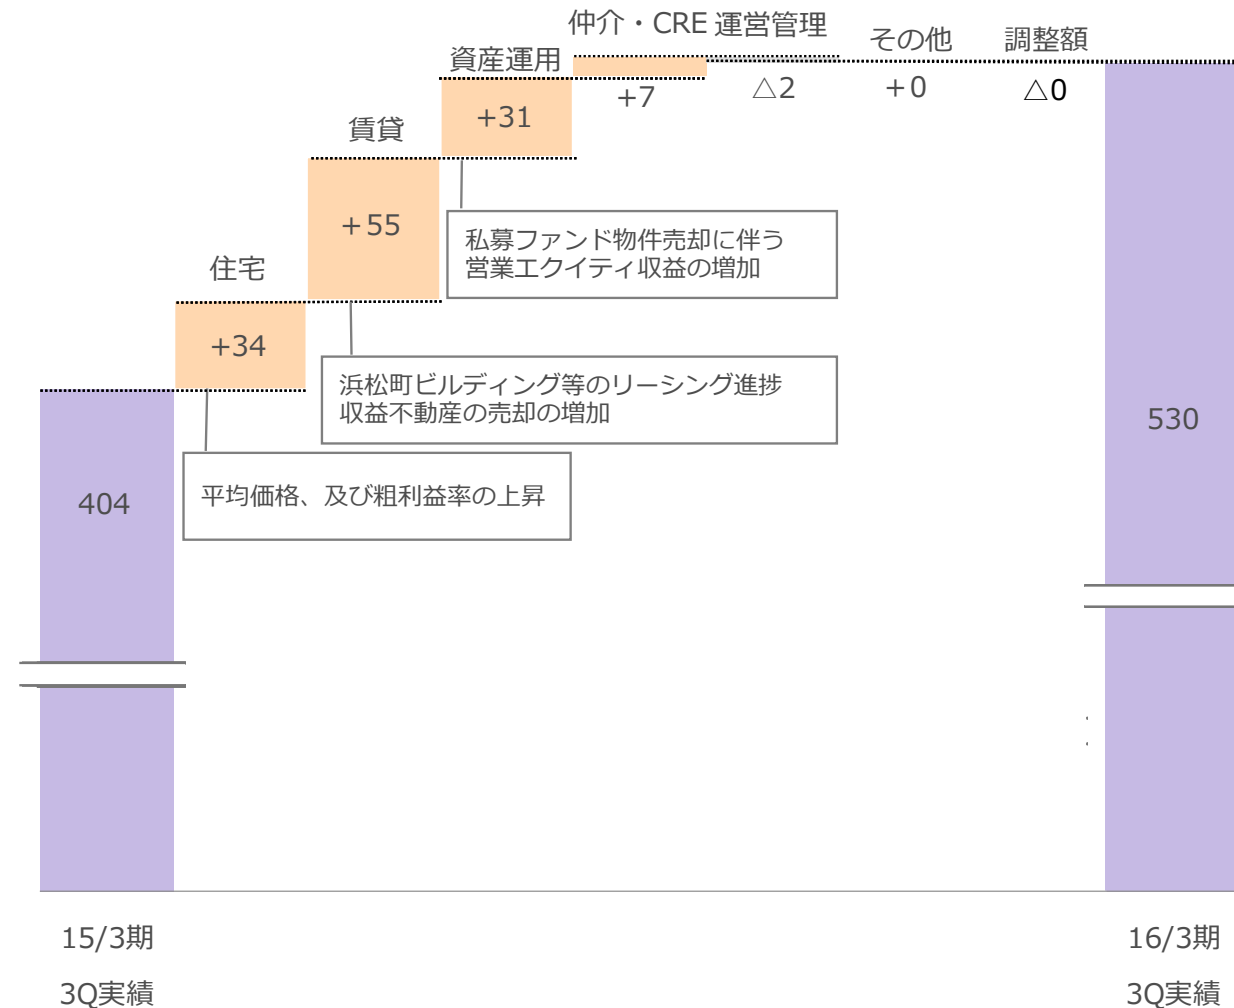 仲介・CRE 運営管理
その他
調整額
資産運用
+7
△2
+0
△0
+31
賃貸
+55
私募ファンド物件売却に伴う
営業エクイティ収益の増加
住宅
+34
浜松町ビルディング等のリーシング進捗
収益不動産の売却の増加
530
404
平均価格、及び粗利益率の上昇
15/3期
3Q実績
16/3期
3Q実績